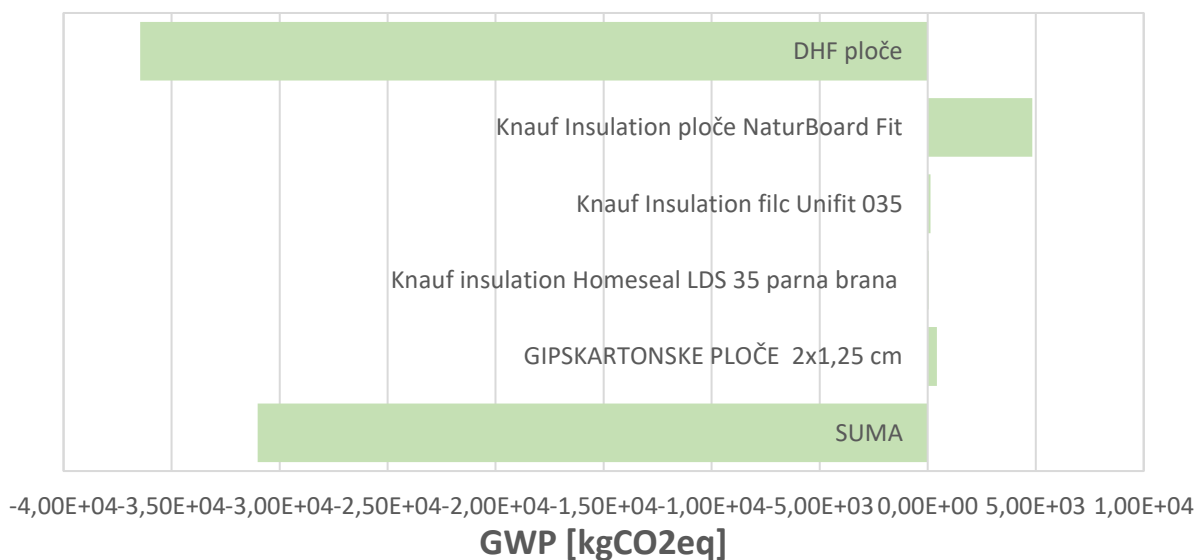 DHF ploče
Knauf Insulation ploče NaturBoard Fit
Knauf Insulation filc Unifit 035
Knauf insulation Homeseal LDS 35 parna brana
GIPSKARTONSKE PLOČE 2x1,25 cm
SUMA
-4,00E+04-3,50E+04-3,00E+04-2,50E+04-2,00E+04-1,50E+04-1,00E+04-5,00E+03 0,00E+00 5,00E+03 1,00E+04
GWP [kgCO2eq]